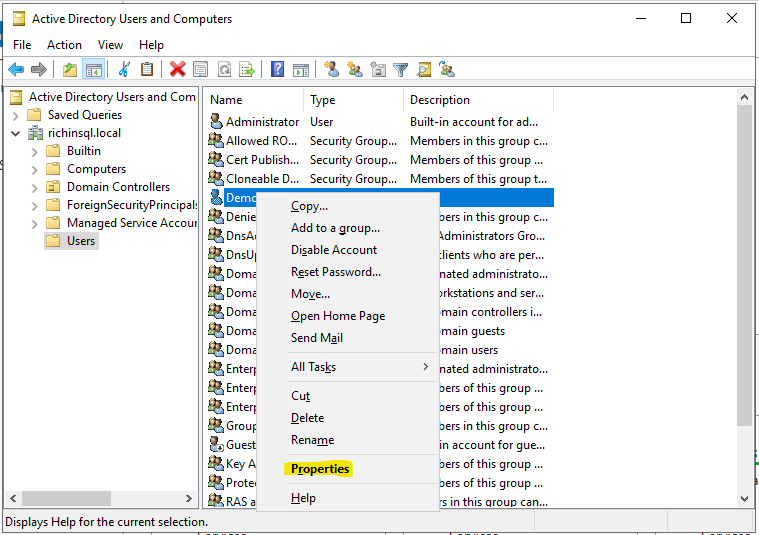 Active Directory Users and Computers
File Action View Help
Active Directory Users and Com
Saved Queries
richinsql.local
Builtin
Computers
Domain Controllers
ForeignSecurityPrincipals
Managed Service Accour
Users
Name Type Description
Administrator User Built-in account for ad...
Allowed RO... Security Group... Members in this group c...
Cert Publish... Security Group... Members of this group ...
Cloneable D... Security Group... Members of this group t...
Demo
Denie bers in this group c...
DnsAd Administrators Gro...
DnsUp clients who are per...
Doma nated administrato...
Doma rkstations and ser...
Doma main controllers i...
Doma main guests
Doma main users
Enterp nated administrato...
Enterp bers of this group ...
Enterp bers of this group ...
Group bers in this group c...
Guest in account for gue...
Key A bers of this group ...
Protec bers of this group ...
RAS a rs in this group can...
Copy...
Add to a group...
Disable Account
Reset Password...
Move...
Open Home Page
Send Mail
All Tasks
Cut
Delete
Rename
Properties
Help
Displays Help for the current selection.